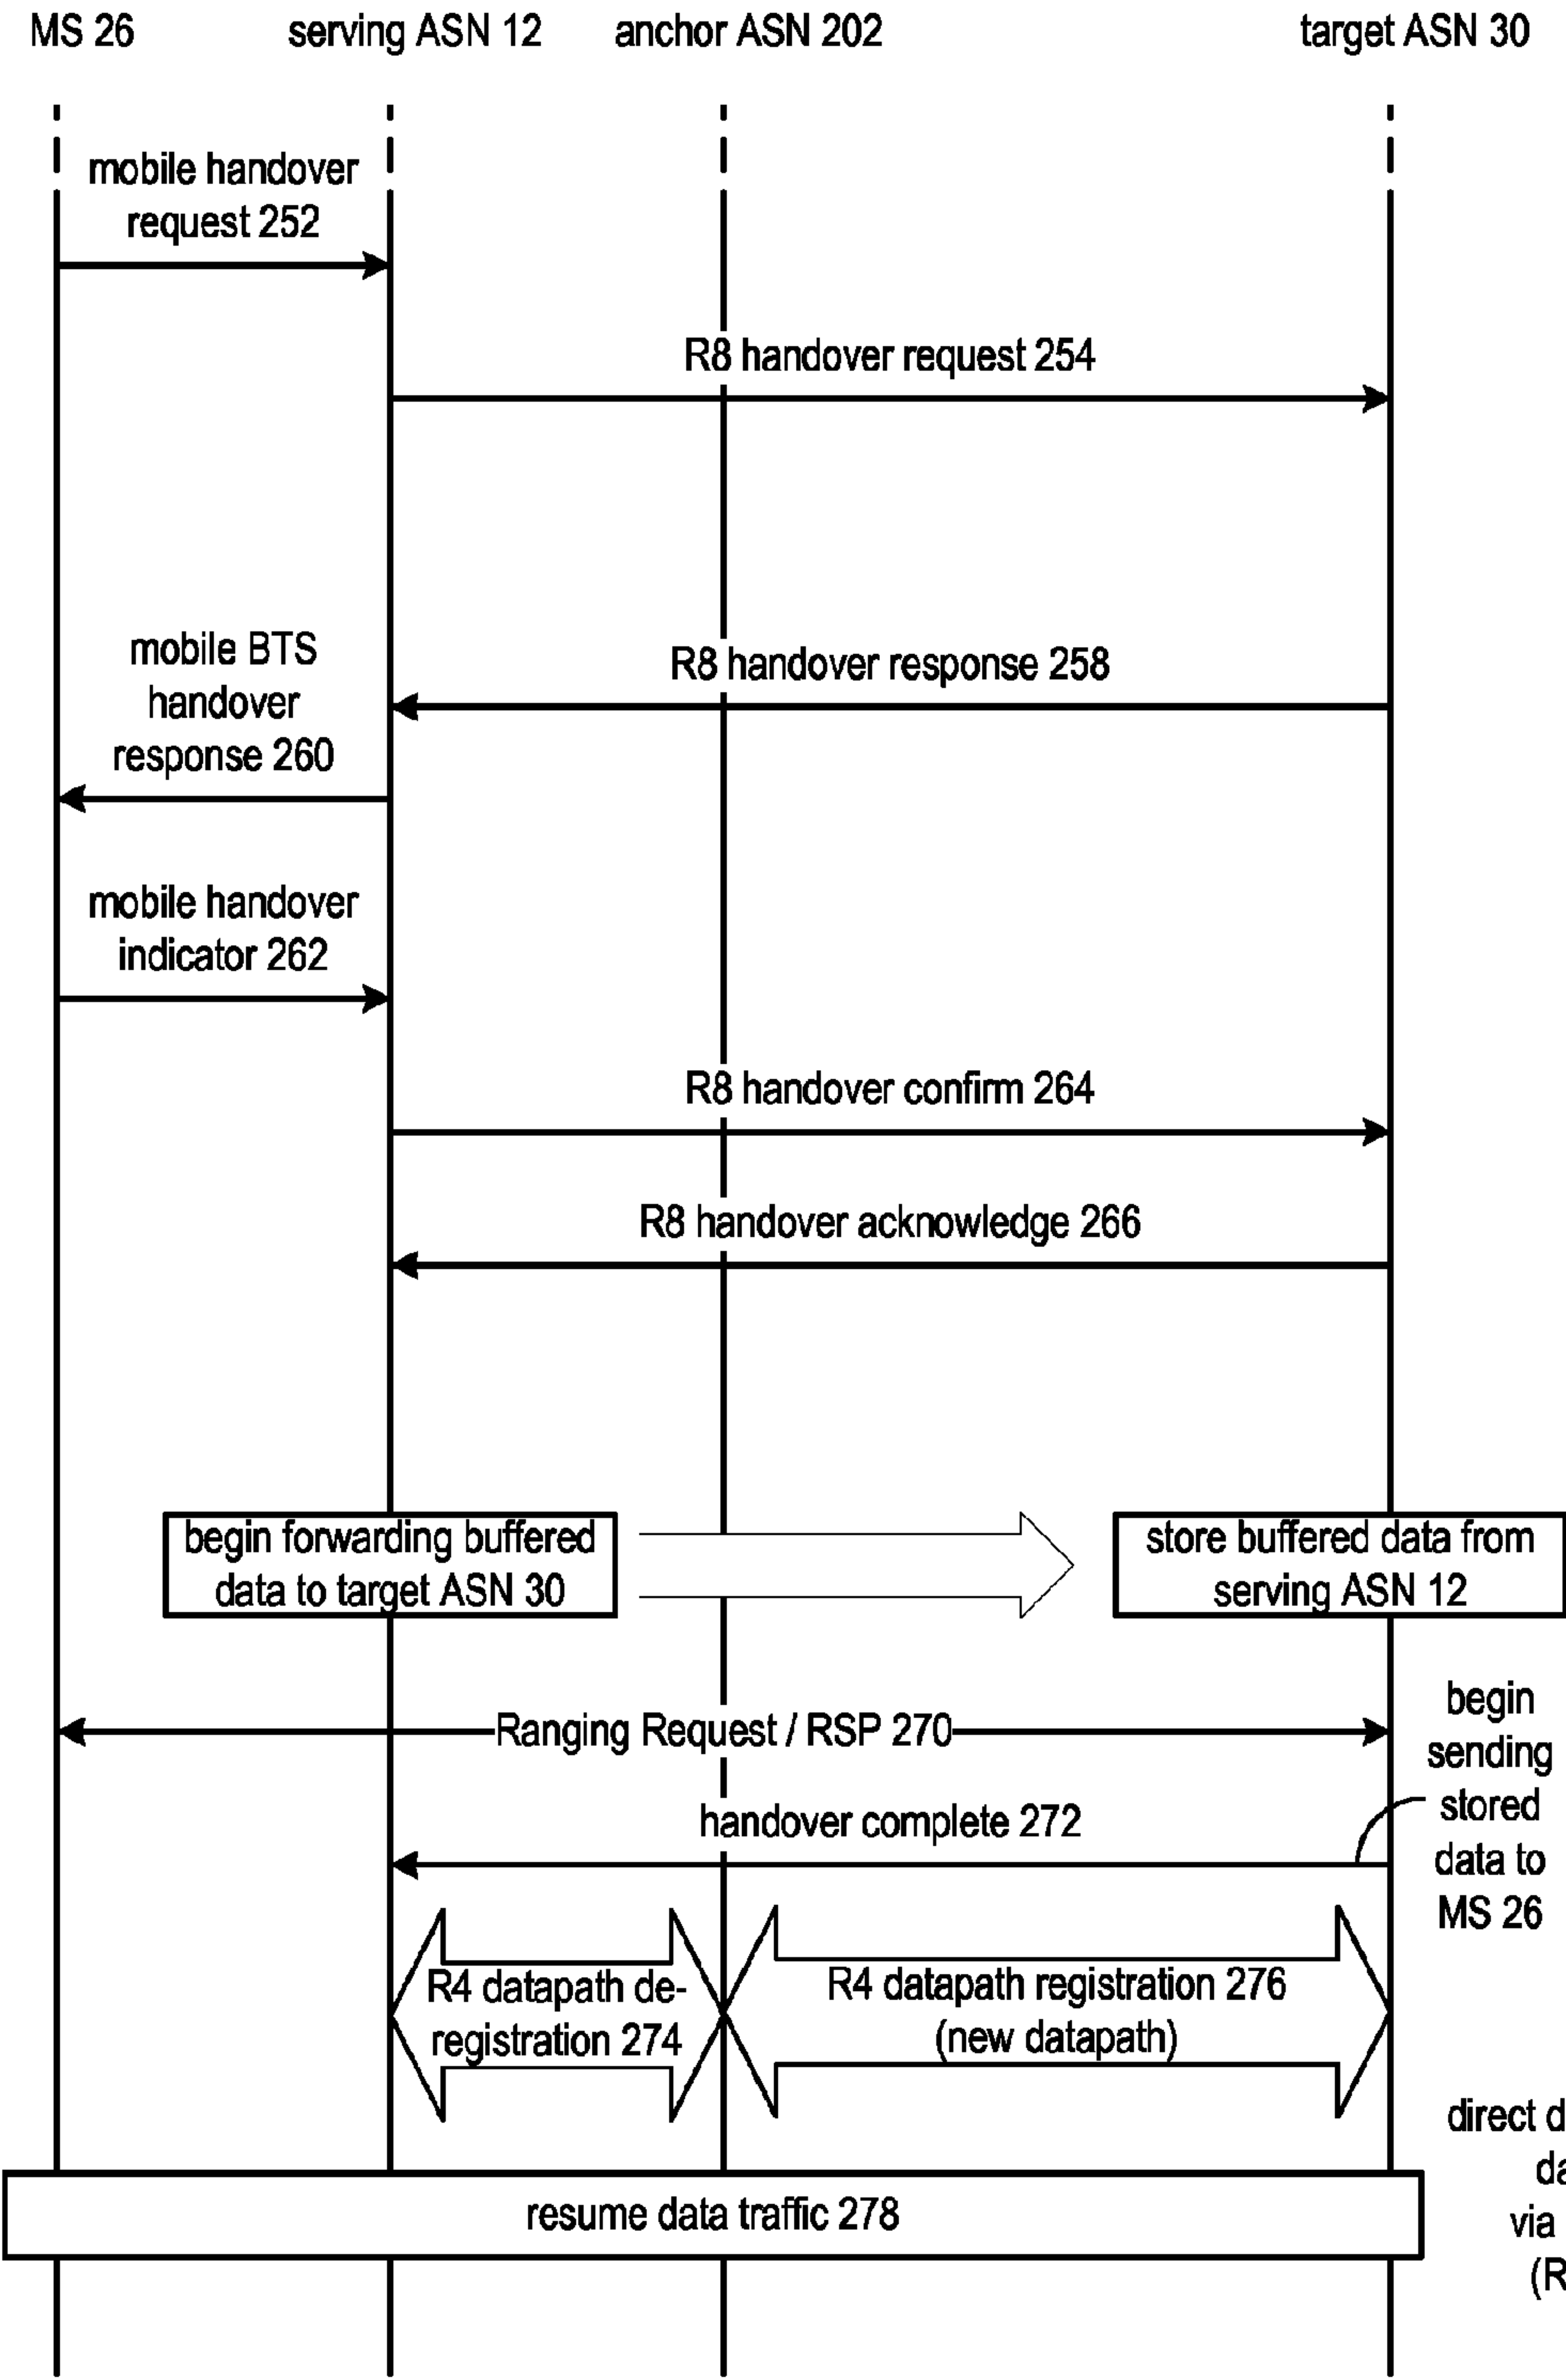 MS 26
serving ASN 12
anchor ASN 202
target ASN 30
mobile handover
request 252
R8 handover request 254
R8 handover response 258
mobile BTS
handover
response 260
mobile handover
indicator 262
R8 handover confirm 264
R8 handover acknowledge 266
begin forwarding buffered
data to target ASN 30
store buffered data from
serving ASN 12
Ranging Request / RSP 270
begin
sending
stored
data to
MS 26
handover complete 272
R4 datapath de-
registration 274
R4 datapath registration 276
(new datapath)
direct
via
resume data traffic 278